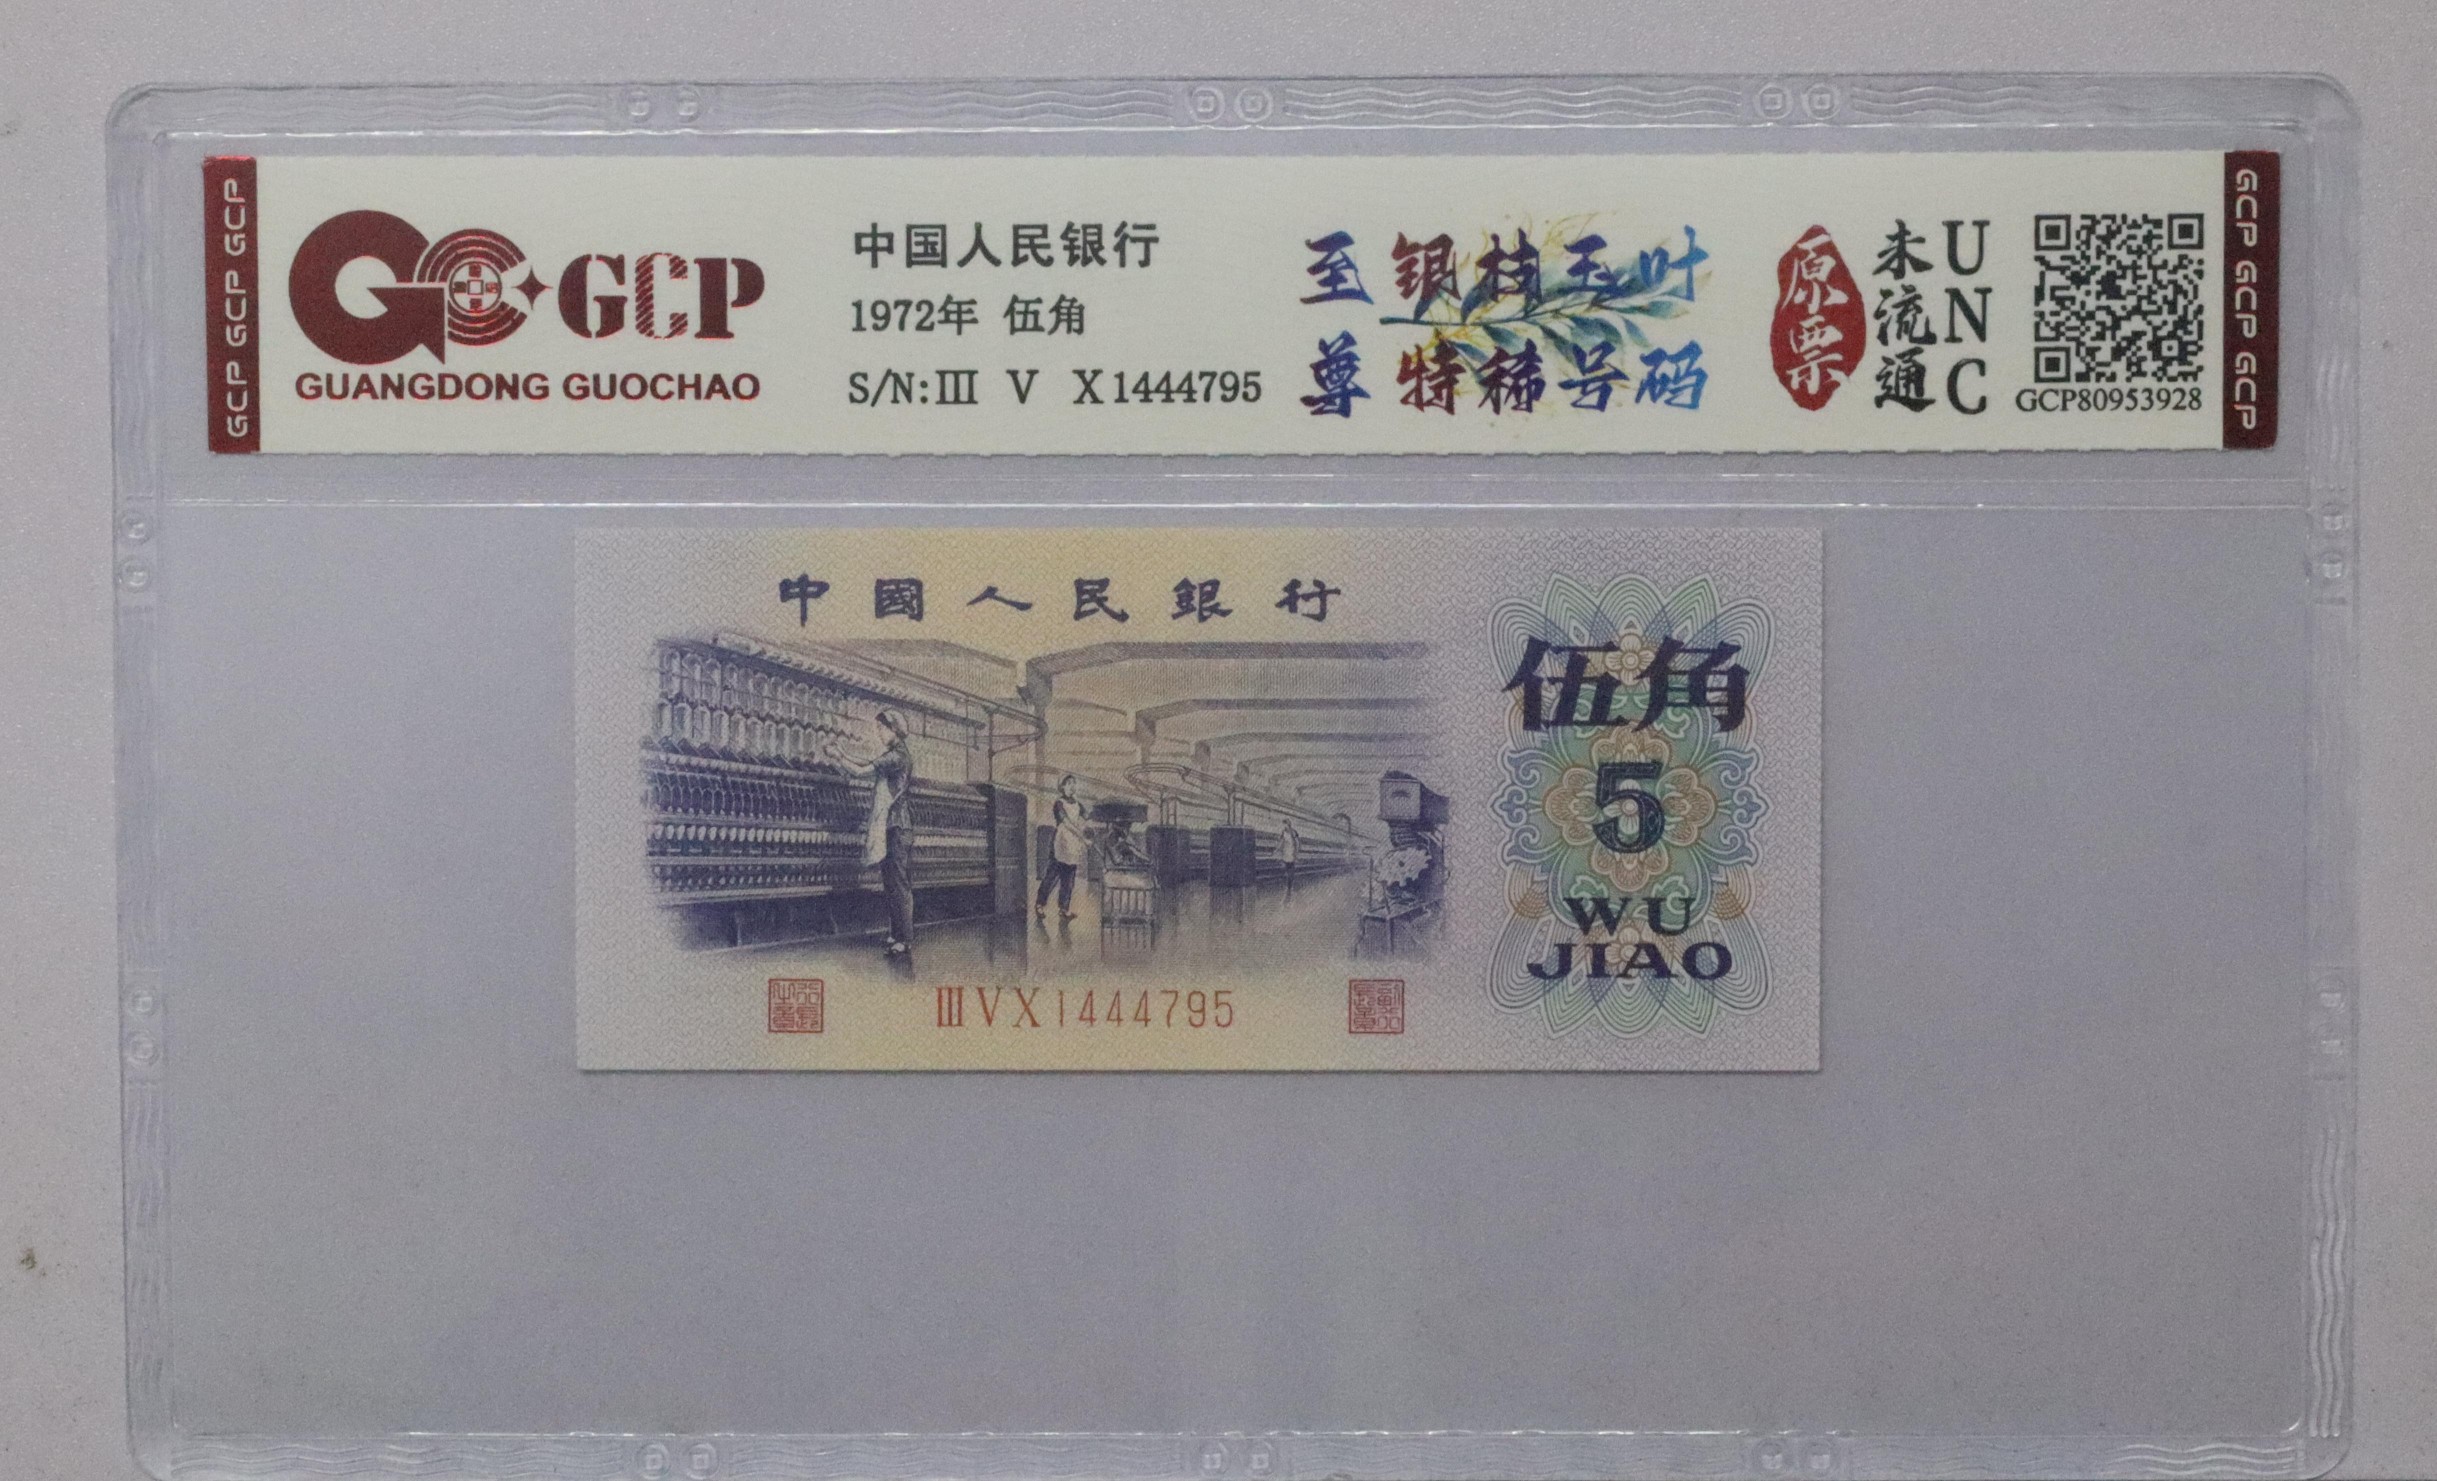 GCP GCP GCP
GCP
GUANGDONG GUOCHAO
中国人民银行
1972年 伍角
S/N:Ⅲ Ⅴ Ⅹ1444795
至尊
银枝玉叶
特稀号码
原票
未流通
UNC
GCP80953928
GCP GCP GCP
中國人民銀行
伍角
5
WU
JIAO
ⅢⅤⅩ1444795